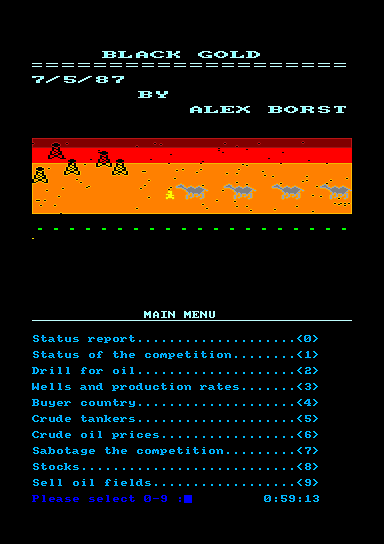 BLACK GOLD
====================
7/5/87
BY
ALEX BORST
MAIN MENU
Status report....................<0>
Status of the competition........<1>
Drill for oil....................<2>
Wells and production rates.......<3>
Buyer country....................<4>
Crude tankers....................<5>
Crude oil prices.................<6>
Sabotage the competition.........<7>
Stocks...........................<8>
Sell oil fields..................<9>
Please select 0-9 : 0:59:13